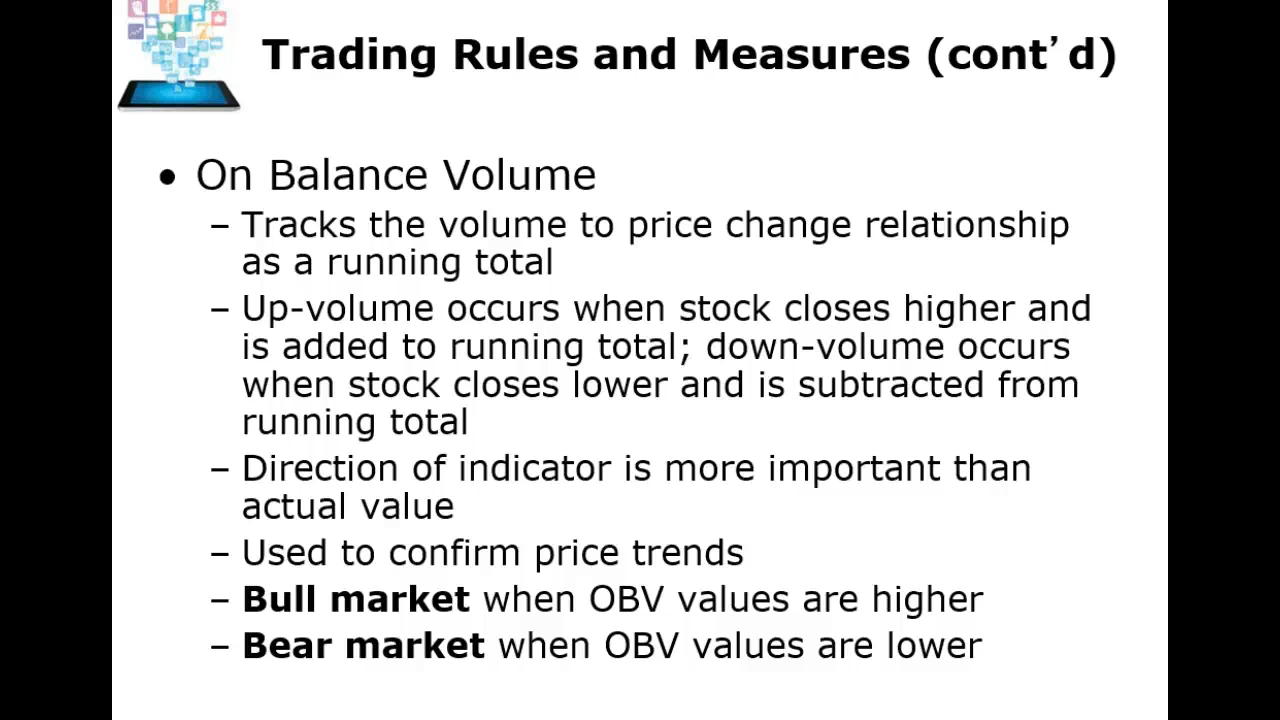 Trading Rules and Measures (cont’d)
• On Balance Volume
– Tracks the volume to price change relationship
as a running total
– Up-volume occurs when stock closes higher and
is added to running total; down-volume occurs
when stock closes lower and is subtracted from
running total
– Direction of indicator is more important than
actual value
– Used to confirm price trends
– Bull market when OBV values are higher
– Bear market when OBV values are lower